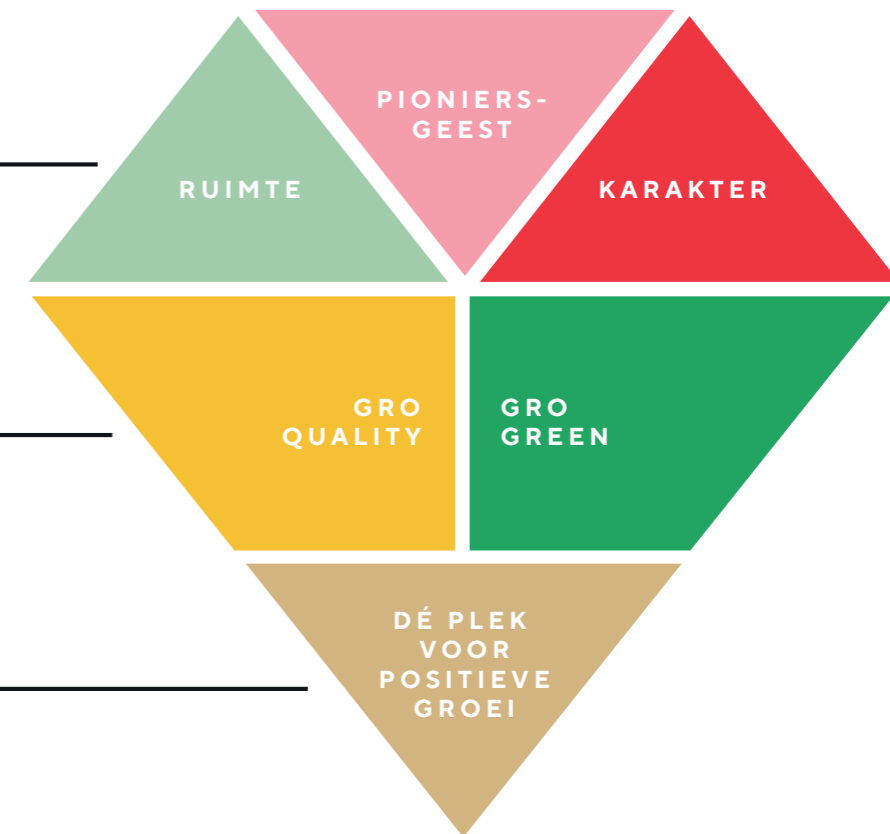 PIONIERS-
GEEST
RUIMTE
KARAKTER
GRO
QUALITY
GRO
GREEN
DÉ PLEK
VOOR
POSITIEVE
GROEI